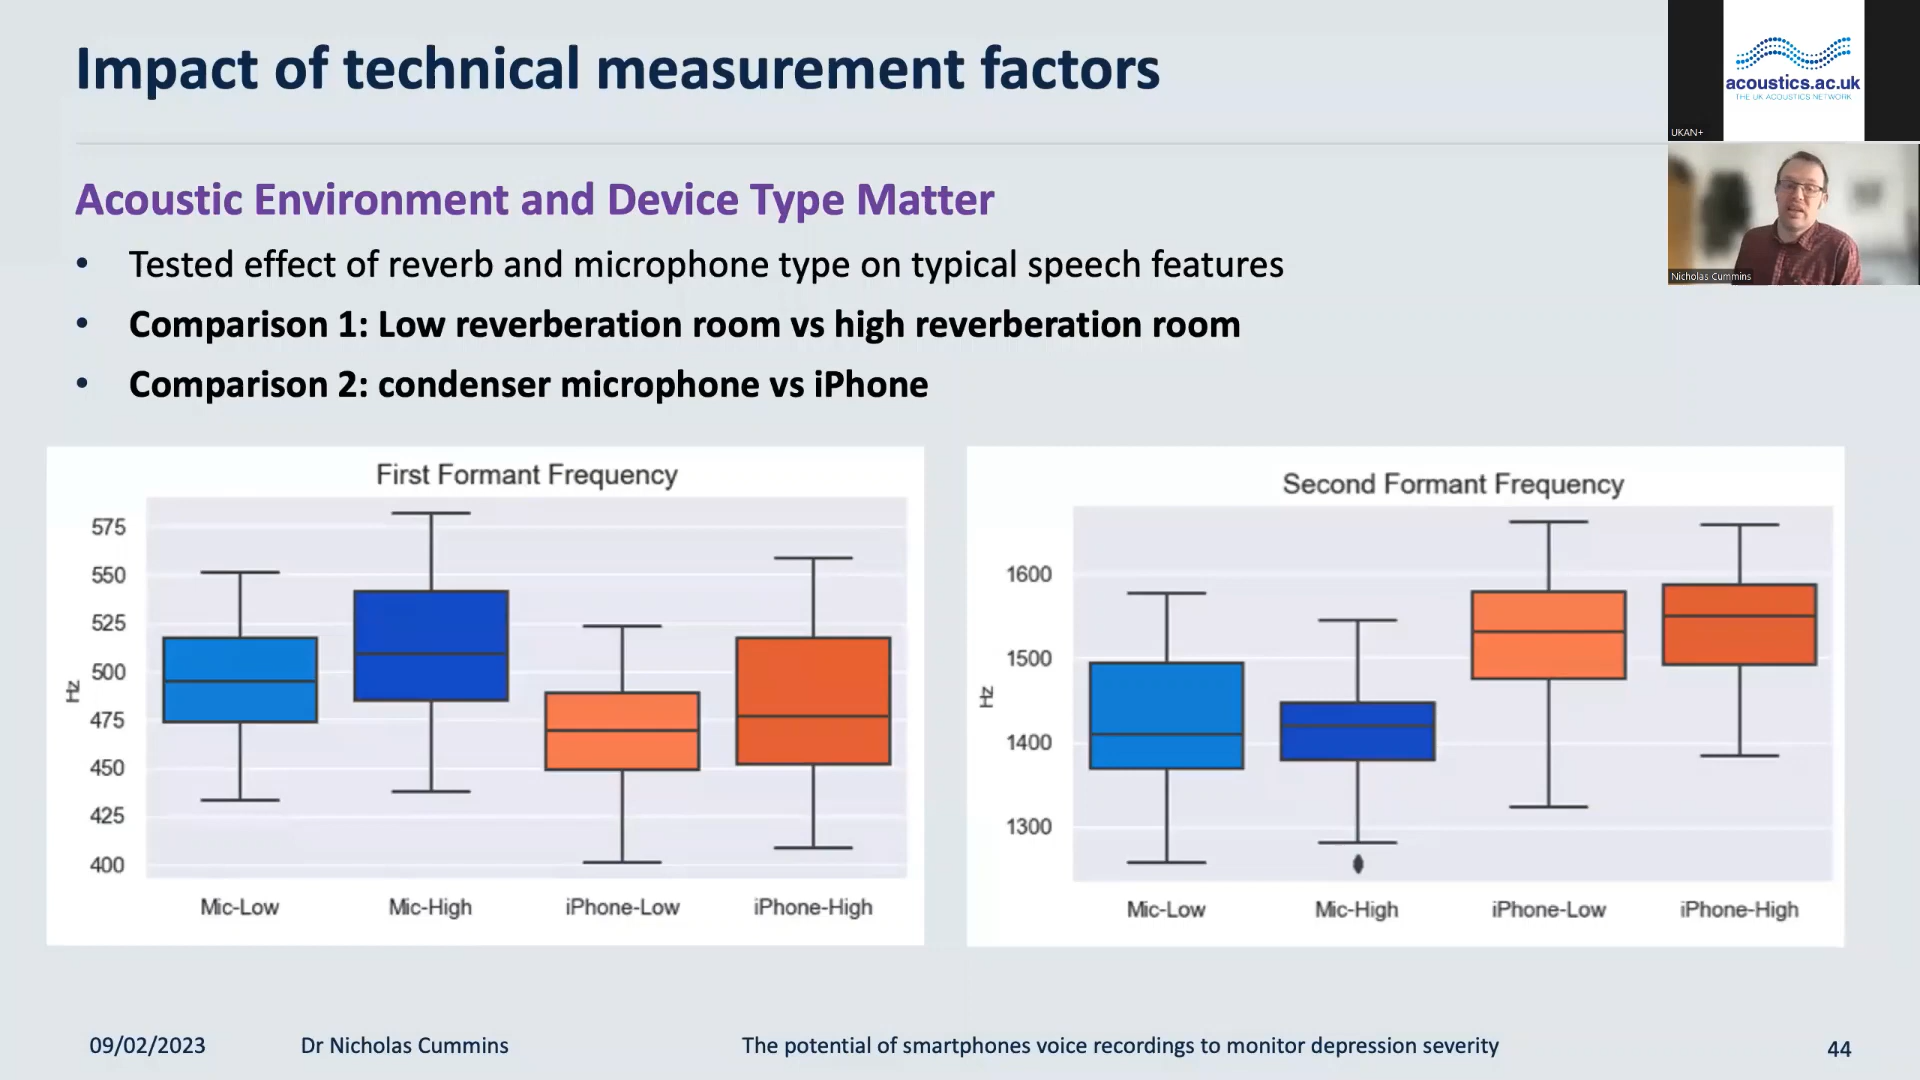 Impact of technical measurement factors
acoustics.ac.uk
THE UK ACOUSTICS NETWORK
UKAN+
Nicholas Cummins
Acoustic Environment and Device Type Matter
• Tested effect of reverb and microphone type on typical speech features
• Comparison 1: Low reverberation room vs high reverberation room
• Comparison 2: condenser microphone vs iPhone
First Formant Frequency
575
550
525
500
475
450
425
400
Hz
Mic-Low Mic-High iPhone-Low iPhone-High
Second Formant Frequency
1600
1500
1400
1300
Hz
Mic-Low Mic-High iPhone-Low iPhone-High
09/02/2023 Dr Nicholas Cummins The potential of smartphones voice recordings to monitor depression severity 44